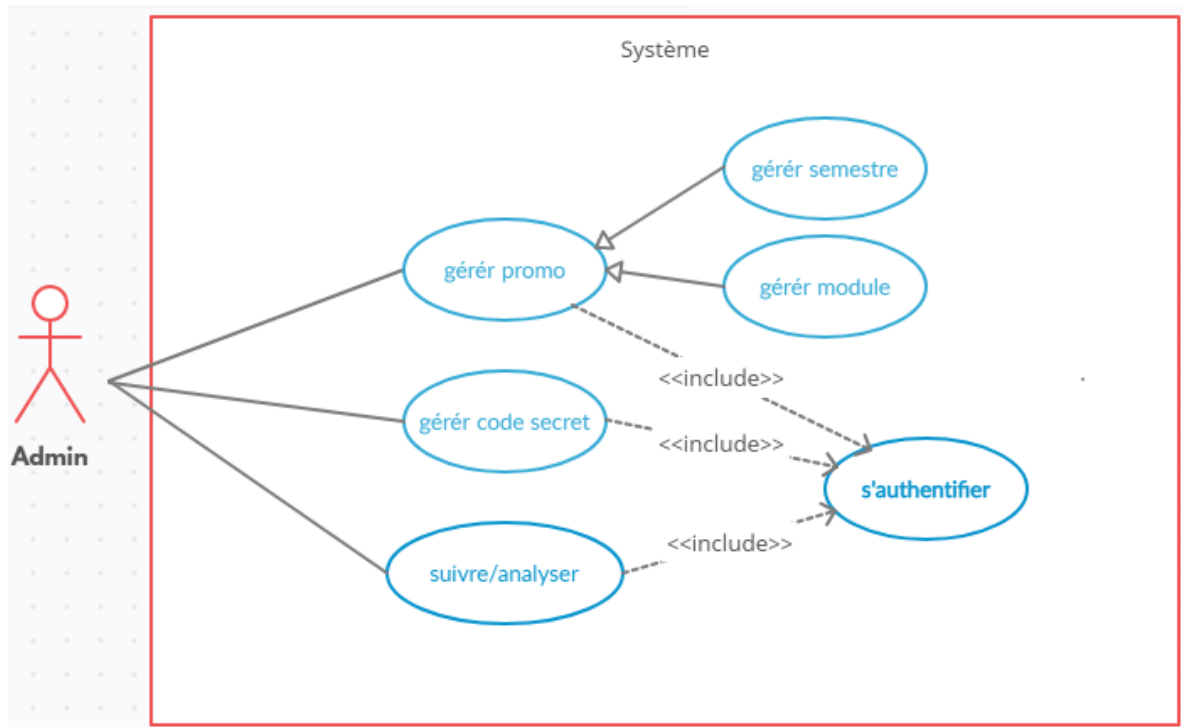 Système
gérér semestre
gérér promo
gérér module
<<include>>
gérér code secret
<<include>>
Admin
s'authentifier
<<include>>
suivre/analyser